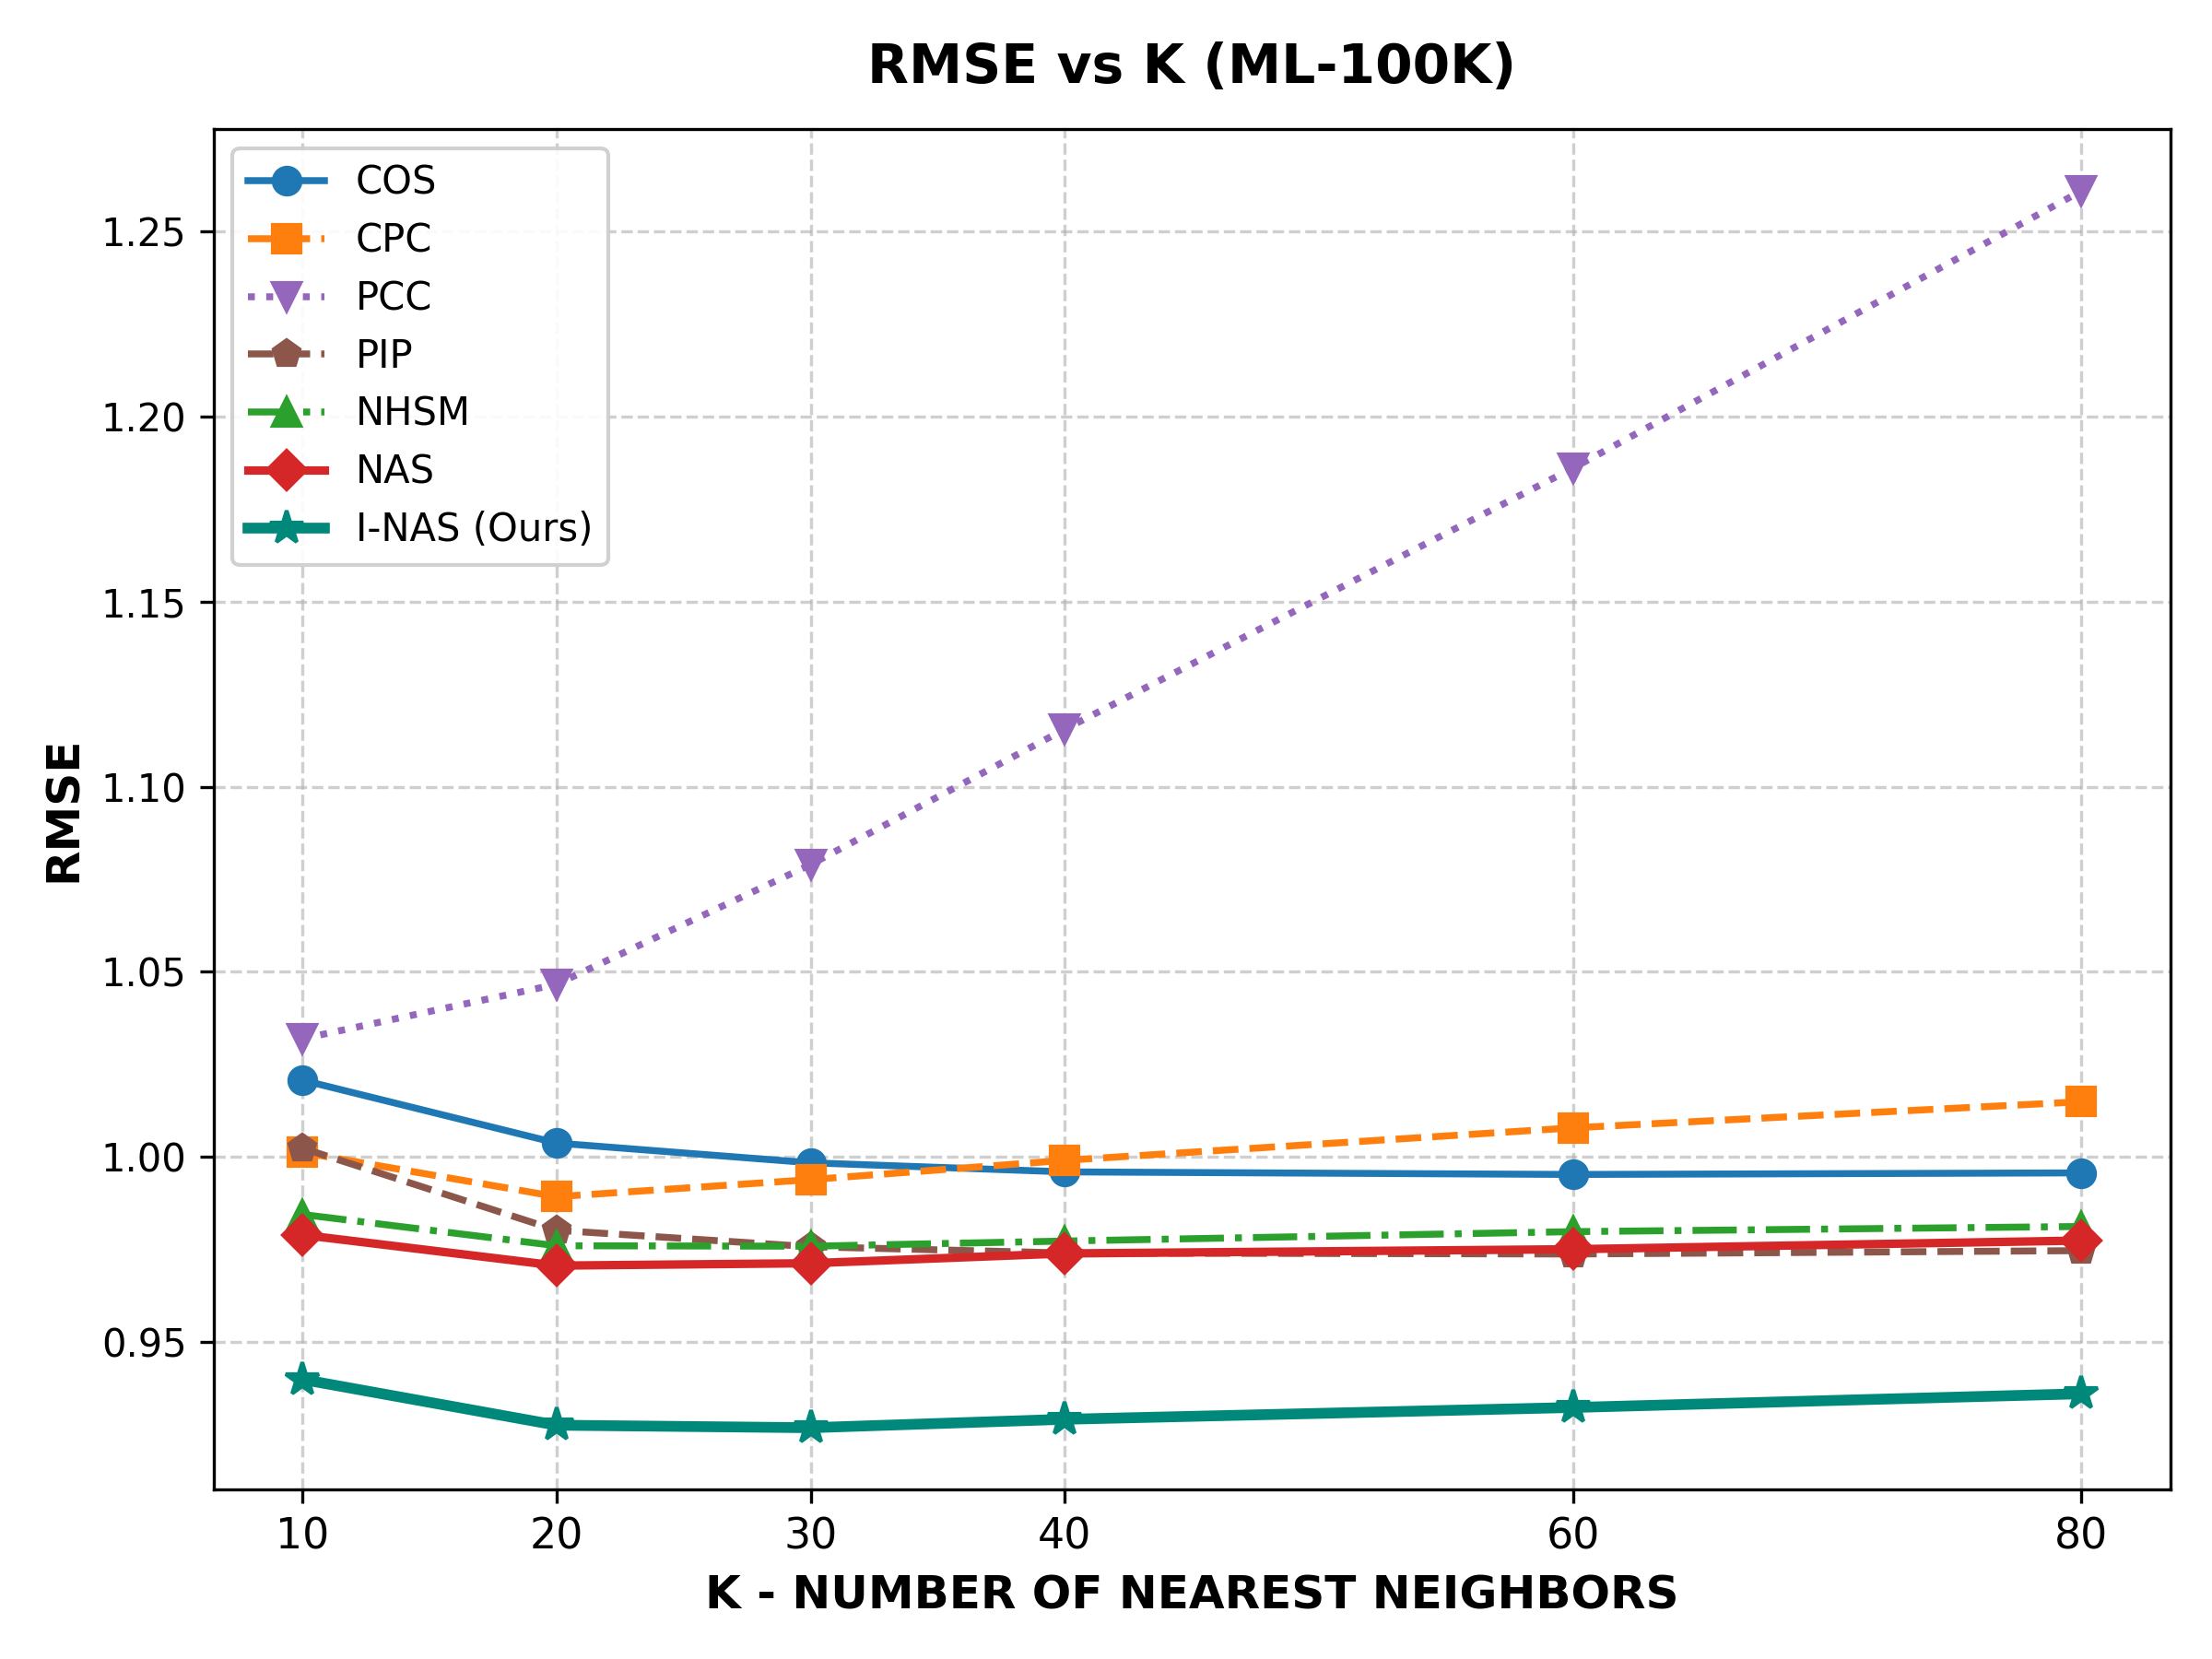 RMSE vs K (ML-100K)
COS
CPC
PCC
PIP
NHSM
NAS
I-NAS (Ours)
1.25
1.20
1.15
1.10
1.05
1.00
0.95
RMSE
10 20 30 40 60 80
K - NUMBER OF NEAREST NEIGHBORS